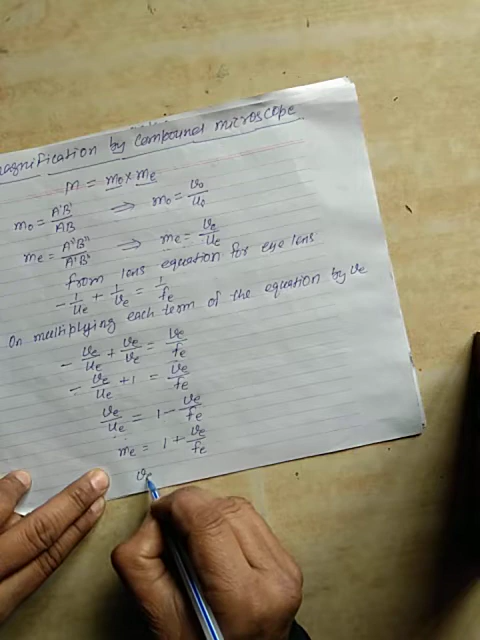 magnification by compound microscope
M = m₀ × mₑ
m₀ = A'B'/AB ⟹ m₀ = v₀/u₀
mₑ = A"B"/A'B' ⟹ mₑ = vₑ/uₑ
from lens equation for eye lens
- 1/uₑ + 1/vₑ = 1/fₑ
On multiplying each term of the equation by vₑ
- vₑ/uₑ + vₑ/vₑ = vₑ/fₑ
- vₑ/uₑ + 1 = vₑ/fₑ
vₑ/uₑ = 1 - vₑ/fₑ
mₑ = 1 + vₑ/fₑ
vₑ